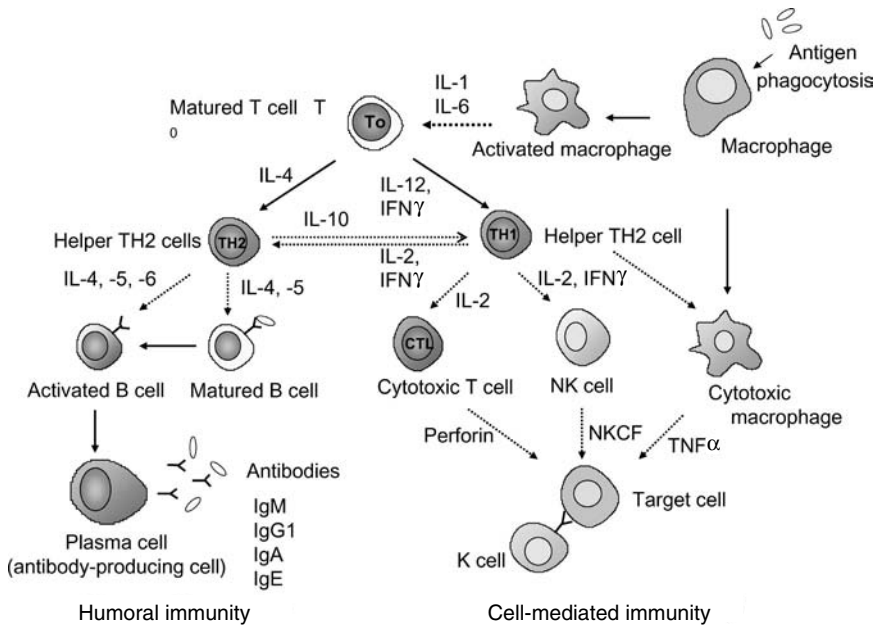 Antigen
phagocytosis
IL-1
IL-6
Matured T cell T
0
To
Activated macrophage
Macrophage
IL-4
IL-12,
IFNγ
IL-10
Helper TH2 cells
TH2
TH1
Helper TH2 cell
IL-2,
IFNγ
IL-4, -5, -6
IL-4, -5
IL-2
IL-2, IFNγ
CTL
Activated B cell
Matured B cell
Cytotoxic T cell
NK cell
Cytotoxic
macrophage
Perforin
NKCF
TNFα
Antibodies
IgM
IgG1
IgA
IgE
Target cell
K cell
Plasma cell
(antibody-producing cell)
Humoral immunity
Cell-mediated immunity